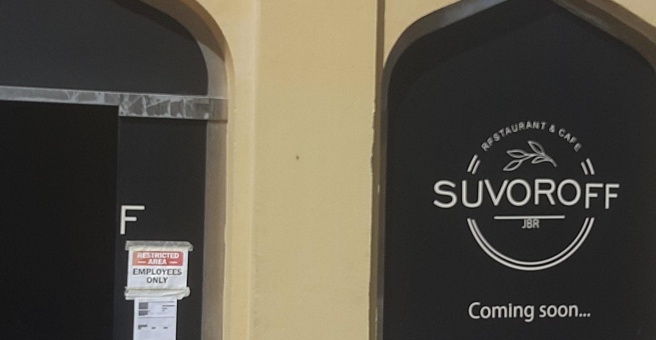 F
RESTRICTED
AREA
EMPLOYEES
ONLY
RESTAURANT & CAFE
SUVOROFF
JBR
Coming soon...